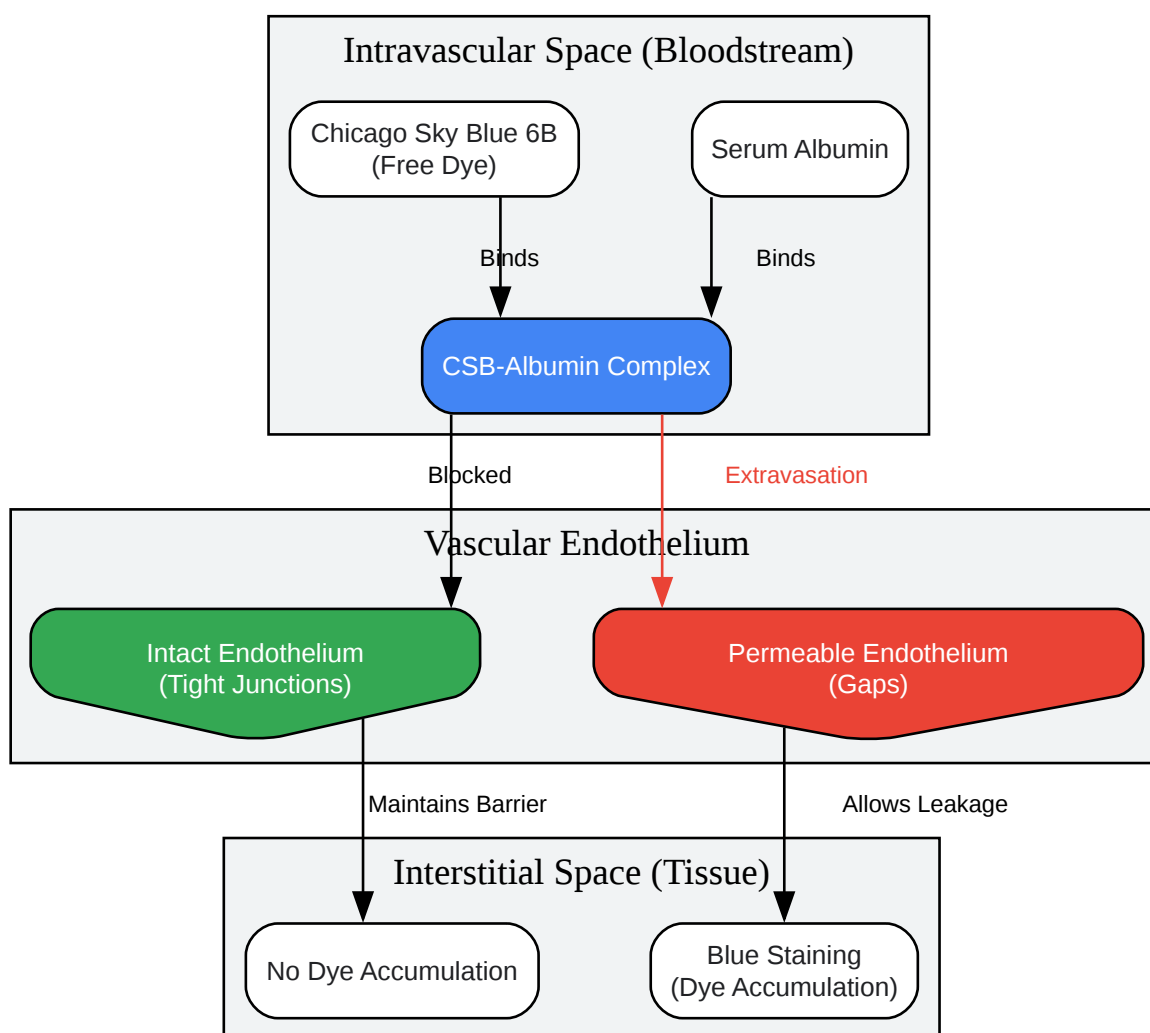 Intravascular Space (Bloodstream)
Chicago Sky Blue 6B
(Free Dye)
Serum Albumin
Binds
Binds
CSB-Albumin Complex
Blocked
Extravasation
Vascular Endothelium
Intact Endothelium
(Tight Junctions)
Permeable Endothelium
(Gaps)
Maintains Barrier
Allows Leakage
Interstitial Space (Tissue)
No Dye Accumulation
Blue Staining
(Dye Accumulation)